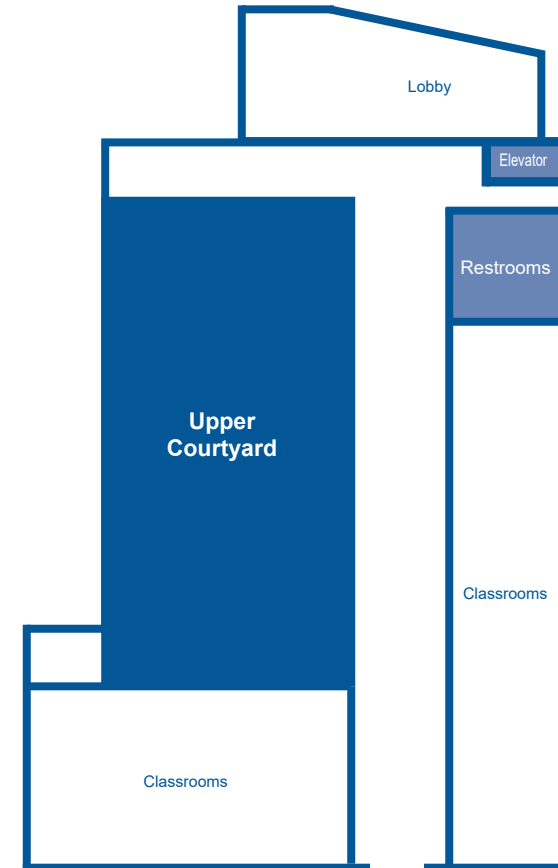 Lobby
Elevator
Restrooms
Upper
Courtyard
Classrooms
Classrooms